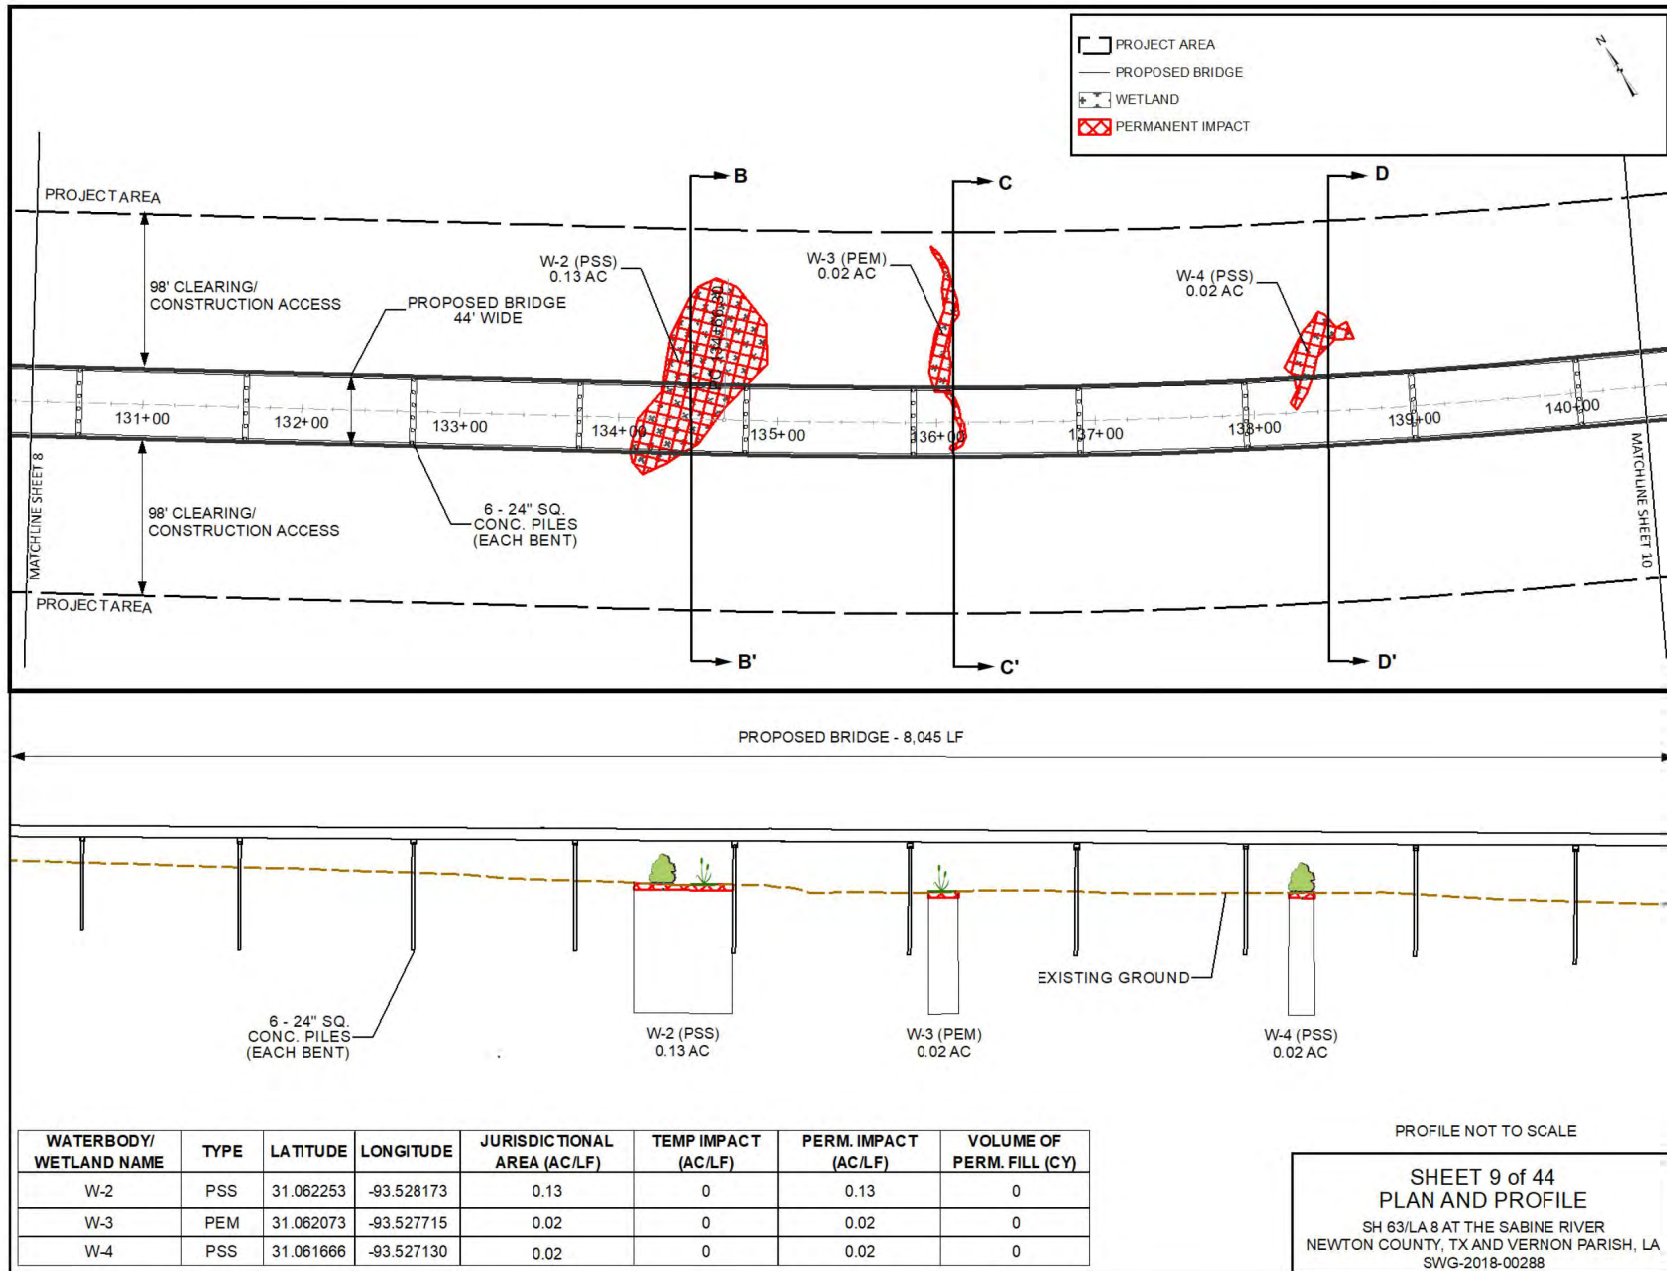 PROJECT AREA
PROPOSED BRIDGE
WETLAND
PERMANENT IMPACT
N
B
C
D
PROJECT AREA
W-2 (PSS)
0.13 AC
W-3 (PEM)
0.02 AC
W-4 (PSS)
0.02 AC
98' CLEARING/
CONSTRUCTION ACCESS
PROPOSED BRIDGE
44' WIDE
131+00
132+00
133+00
134+00
135+00
136+00
137+00
138+00
139+00
140+00
MATCHLINE SHEET 8
MATCHLINE SHEET 10
98' CLEARING/
CONSTRUCTION ACCESS
6 - 24" SQ.
CONC. PILES
(EACH BENT)
PROJECT AREA
B'
C'
D'
PROPOSED BRIDGE - 8,045 LF
EXISTING GROUND
6 - 24" SQ.
CONC. PILES
(EACH BENT)
W-2 (PSS)
0.13 AC
W-3 (PEM)
0.02 AC
W-4 (PSS)
0.02 AC
WATERBODY/ WETLAND NAME TYPE LATITUDE LONGITUDE JURISDICTIONAL AREA (AC/LF) TEMP IMPACT (AC/LF) PERM. IMPACT (AC/LF) VOLUME OF PERM. FILL (CY)
W-2 PSS 31.062253 -93.528173 0.13 0 0.13 0
W-3 PEM 31.062073 -93.527715 0.02 0 0.02 0
W-4 PSS 31.061666 -93.527130 0.02 0 0.02 0
PROFILE NOT TO SCALE
SHEET 9 of 44
PLAN AND PROFILE
SH 63/LA 8 AT THE SABINE RIVER
NEWTON COUNTY, TX AND VERNON PARISH, LA
SWG-2018-00288